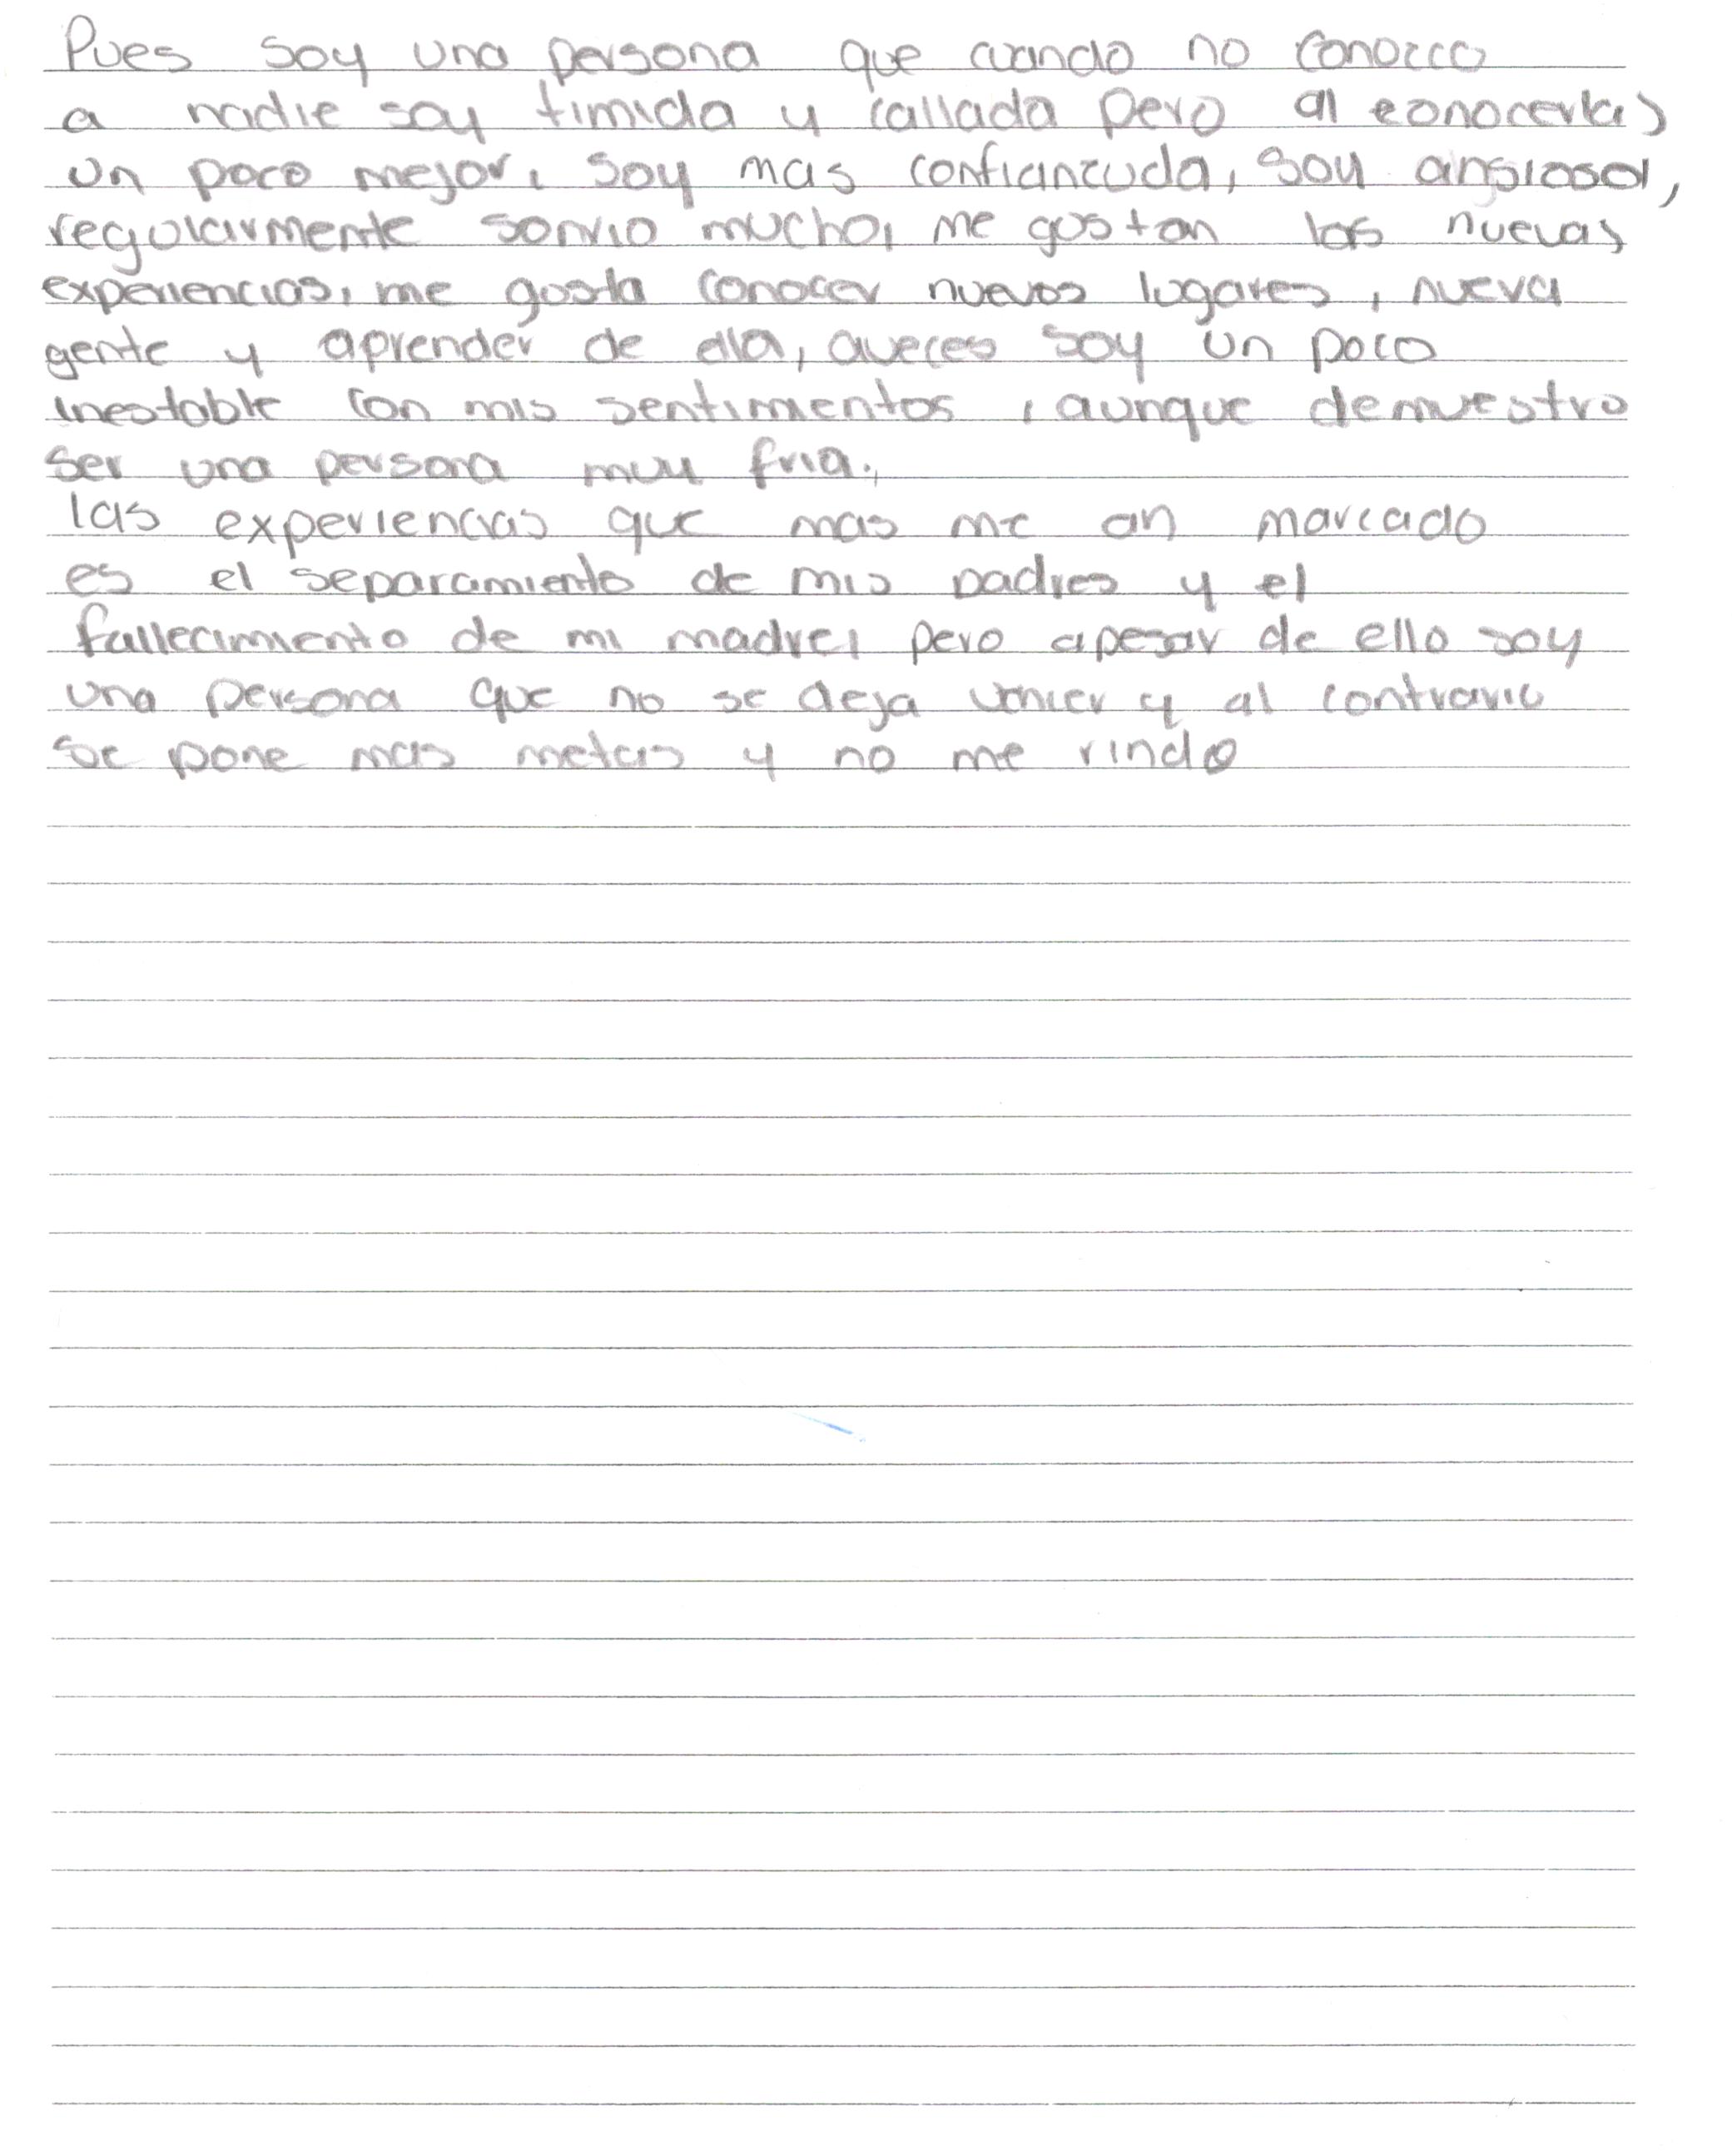 Pues soy una persona que cuando no conozco
a nadie soy timida y callada pero al conocerlas
un poco mejor, soy mas confianzuda, soy ansiosa,
regularmente sonrio mucho, me gustan las nuevas
experiencias, me gusta conocer nuevos lugares, nueva
gente y aprender de ella, aveces soy un poco
inestable con mis sentimientos, aunque demuestro
ser una persona muy fria.,
las experiencias que mas me an marcado
es el separamiento de mis padres y el
fallecimiento de mi madre, pero apesar de ello soy
una persona que no se deja vencer y al contrario
se pone mas metas y no me rindo